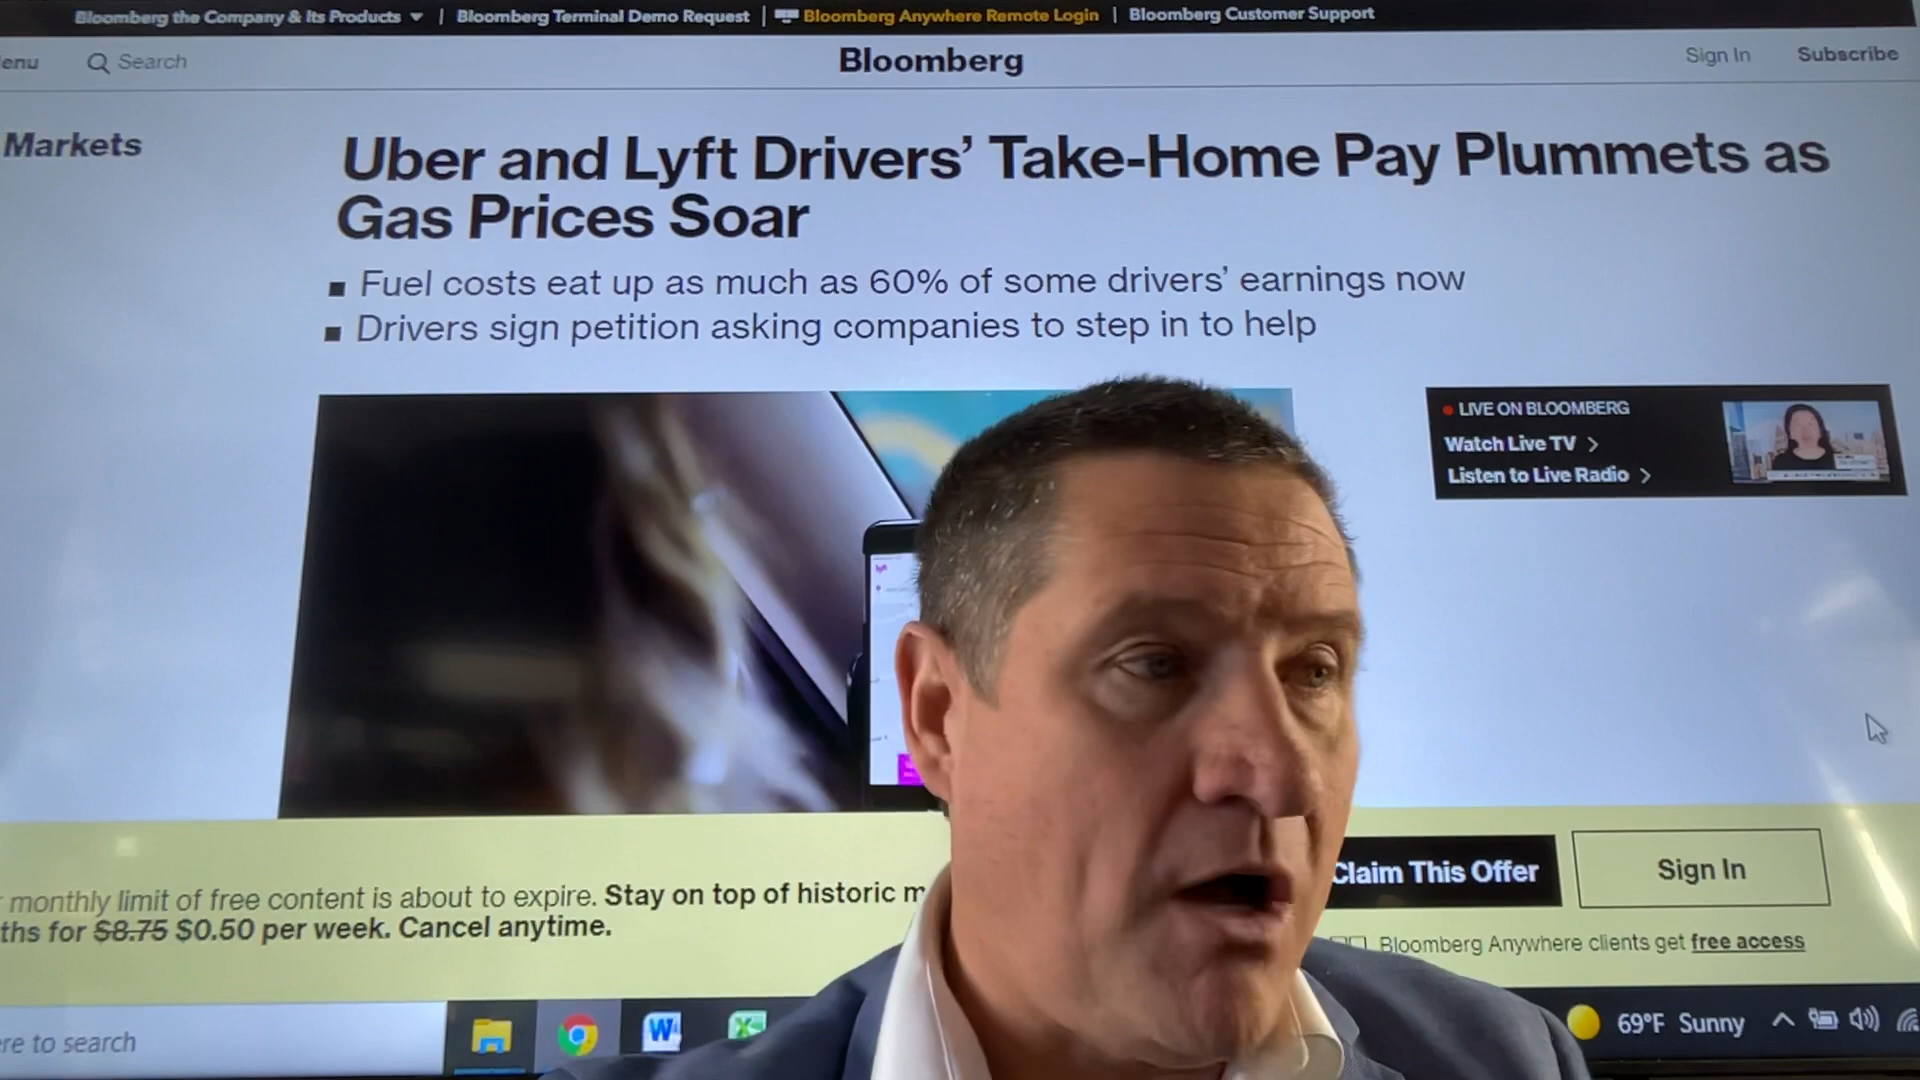 Bloomberg the Company & Its Products ▼ | Bloomberg Terminal Demo Request | Bloomberg Anywhere Remote Login | Bloomberg Customer Support
enu Search Bloomberg Sign In Subscribe
Markets
Uber and Lyft Drivers’ Take-Home Pay Plummets as
Gas Prices Soar
■ Fuel costs eat up as much as 60% of some drivers’ earnings now
■ Drivers sign petition asking companies to step in to help
LIVE ON BLOOMBERG
Watch Live TV >
Listen to Live Radio >
lyft
Claim This Offer
Sign In
monthly limit of free content is about to expire. Stay on top of historic m
ths for $8.75 $0.50 per week. Cancel anytime.
Bloomberg Anywhere clients get free access
re to search
69°F Sunny